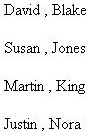 David , Blake
Susan , Jones
Martin , King
Justin , Nora